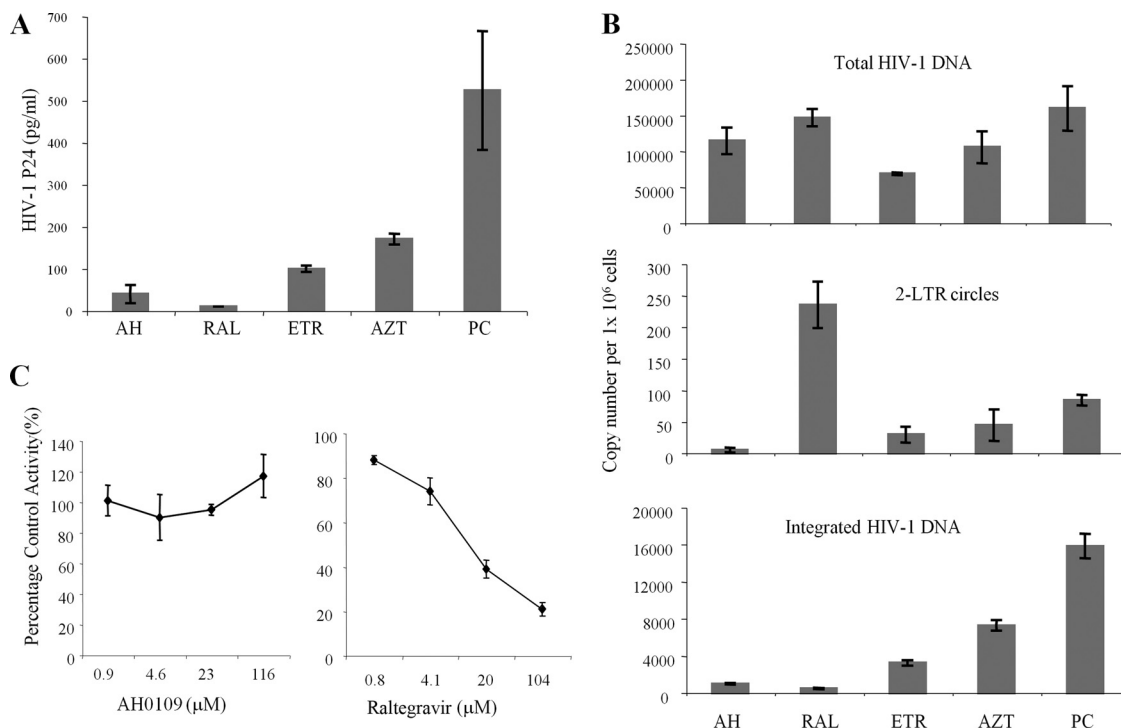 A
HIV-1 P24 (pg/ml)
700
600
500
400
300
200
100
0
AH RAL ETR AZT PC
B
Copy number per 1x 10⁶ cells
Total HIV-1 DNA
250000
200000
150000
100000
50000
0
2-LTR circles
300
250
200
150
100
50
0
Integrated HIV-1 DNA
20000
16000
12000
8000
4000
0
AH RAL ETR AZT PC
C
Percentage Control Activity(%)
140
120
100
80
60
40
20
0
0.9 4.6 23 116
AH0109 (μM)
100
80
60
40
20
0
0.8 4.1 20 104
Raltegravir (μM)